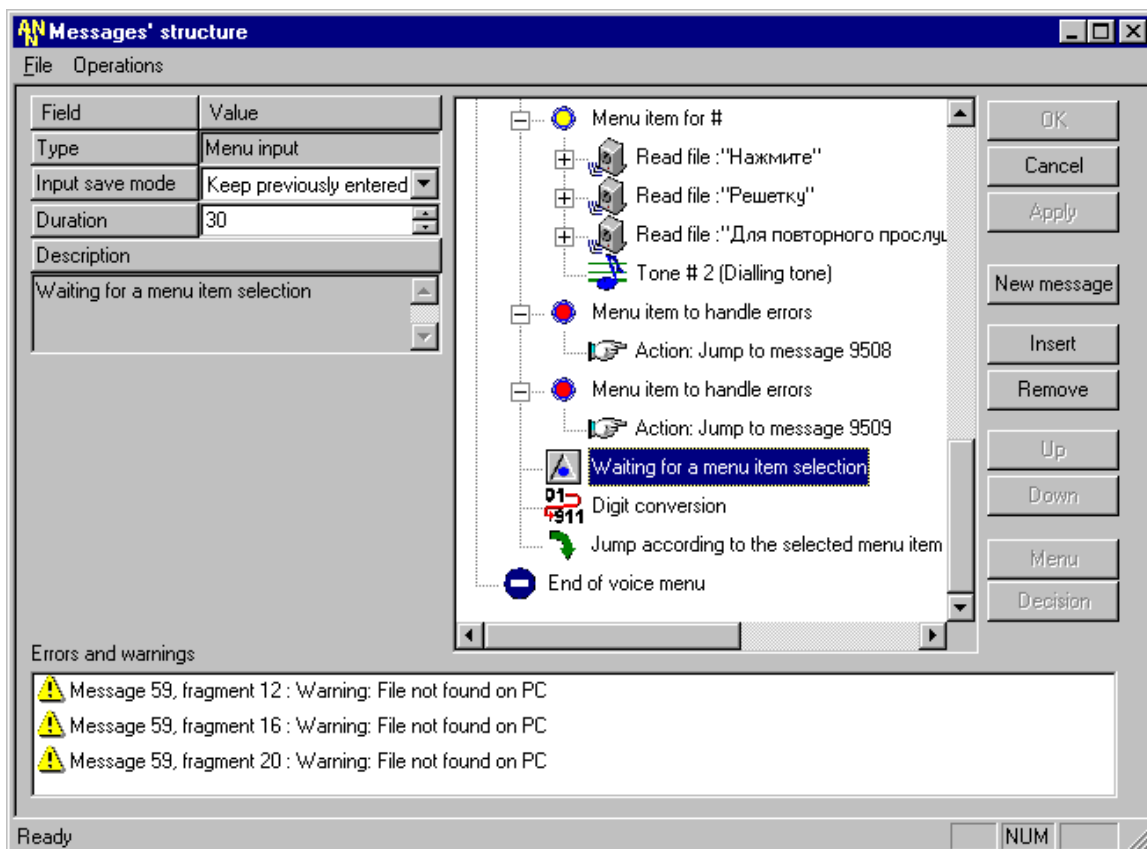 Messages' structure
File Operations
Field Value
Type Menu input
Input save mode Keep previously entered
Duration 30
Description
Waiting for a menu item selection
Menu item for #
Read file :"Нажмите"
Read file :"Решетку"
Read file :"Для повторного
Tone # 2 (Dialling tone)
Menu item to handle errors
Action: Jump to message 9508
Menu item to handle errors
Action: Jump to message 9509
Waiting for a menu item selection
Digit conversion
Jump according to the selected menu item
End of voice menu
OK
Cancel
Apply
New message
Insert
Remove
Up
Down
Menu
Decision
Errors and warnings
Message 59, fragment 12 : Warning: File not found on PC
Message 59, fragment 16 : Warning: File not found on PC
Message 59, fragment 20 : Warning: File not found on PC
Ready NUM